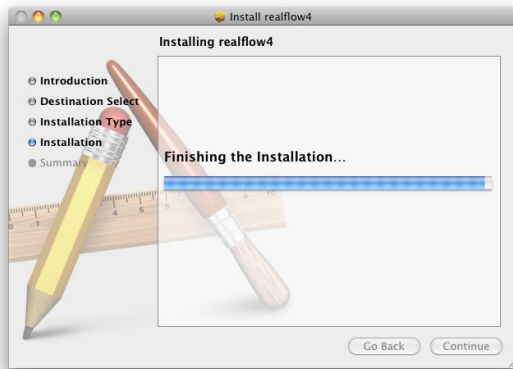 Install realflow4
Installing realflow4
Introduction
Destination Select
Installation Type
Installation
Summary
Finishing the Installation...
Go Back
Continue